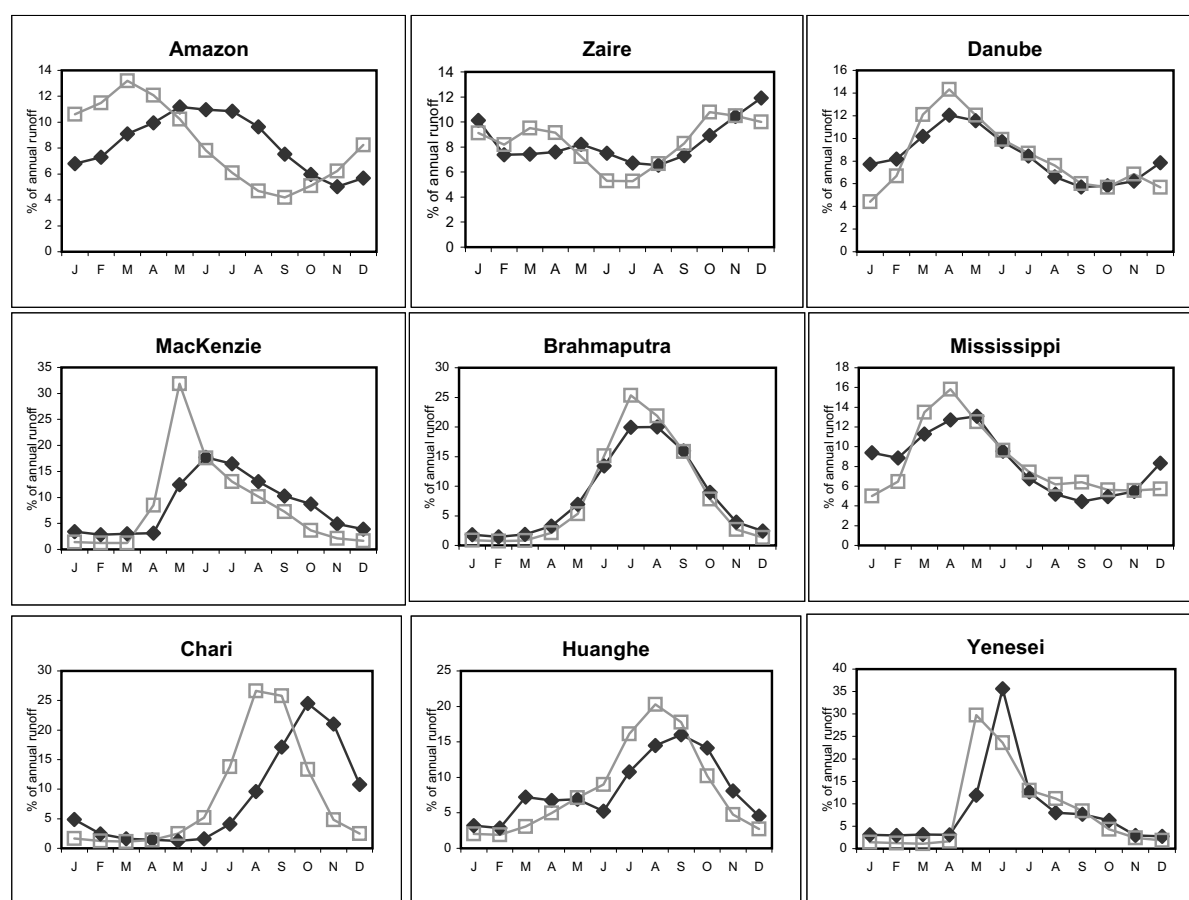 Amazon
% of annual runoff
14
12
10
8
6
4
2
0
J F M A M J J A S O N D
Zaire
% of annual runoff
14
12
10
8
6
4
2
0
J F M A M J J A S O N D
Danube
% of annual runoff
16
14
12
10
8
6
4
2
0
J F M A M J J A S O N D
MacKenzie
% of annual runoff
35
30
25
20
15
10
5
0
J F M A M J J A S O N D
Brahmaputra
% of annual runoff
30
25
20
15
10
5
0
J F M A M J J A S O N D
Mississippi
% of annual runoff
18
16
14
12
10
8
6
4
2
0
J F M A M J J A S O N D
Chari
% of annual runoff
30
25
20
15
10
5
0
J F M A M J J A S O N D
Huanghe
% of annual runoff
25
20
15
10
5
0
J F M A M J J A S O N D
Yenesei
% of annual runoff
40
35
30
25
20
15
10
5
0
J F M A M J J A S O N D